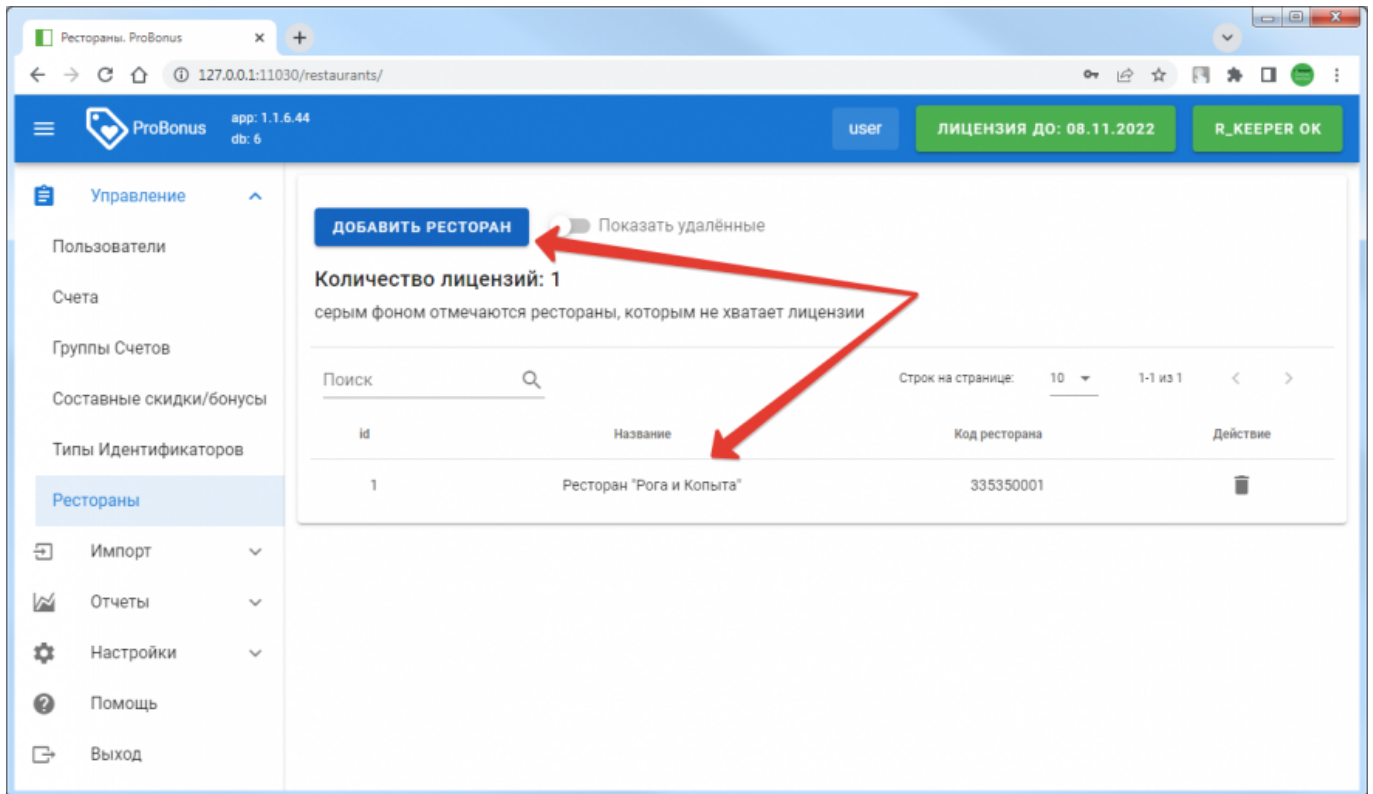 Рестораны. ProBonus
127.0.0.1:11030/restaurants/
ProBonus
app: 1.1.6.44
db: 6
user
ЛИЦЕНЗИЯ ДО: 08.11.2022
R_KEEPER OK
Управление
Пользователи
Счета
Группы Счетов
Составные скидки/бонусы
Типы Идентификаторов
Рестораны
Импорт
Отчеты
Настройки
Помощь
Выход
ДОБАВИТЬ РЕСТОРАН
Показать удалённые
Количество лицензий: 1
серым фоном отмечаются рестораны, которым не хватает лицензии
Поиск
Строк на странице: 10 1-1 из 1
id Название Код ресторана Действие
1 Ресторан "Рога и Копыта" 335350001